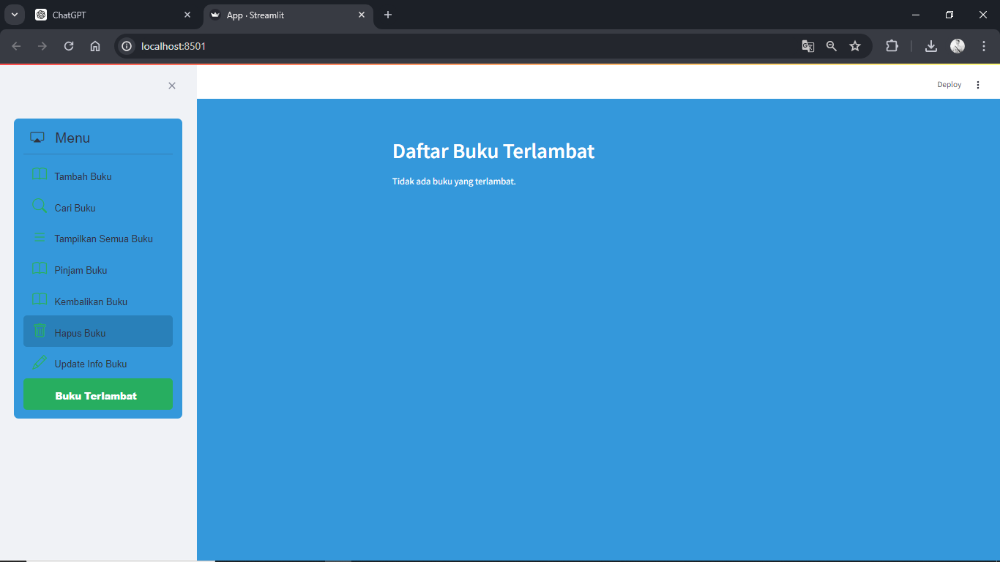 ChatGPT
App · Streamlit
localhost:8501
Deploy
Menu
Tambah Buku
Cari Buku
Tampilkan Semua Buku
Pinjam Buku
Kembalikan Buku
Hapus Buku
Update Info Buku
Buku Terlambat
Daftar Buku Terlambat
Tidak ada buku yang terlambat.